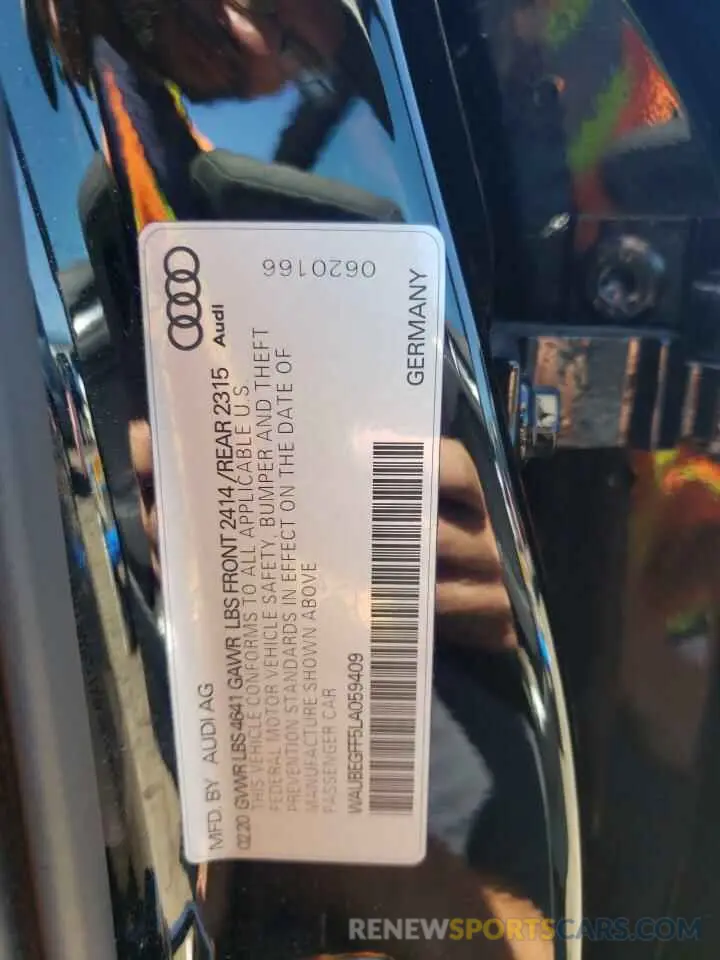 MFD. BY AUDI AG
0220 GVWR LBS 4641 GAWR LBS FRONT 2414 / REAR 2315
THIS VEHICLE CONFORMS TO ALL APPLICABLE U.S.
FEDERAL MOTOR VEHICLE SAFETY, BUMPER AND THEFT
PREVENTION STANDARDS IN EFFECT ON THE DATE OF
MANUFACTURE SHOWN ABOVE
PASSENGER CAR
WAUBEGFF5LA059409
Audi
0620166
GERMANY
RENEWSPORTSCARS.COM